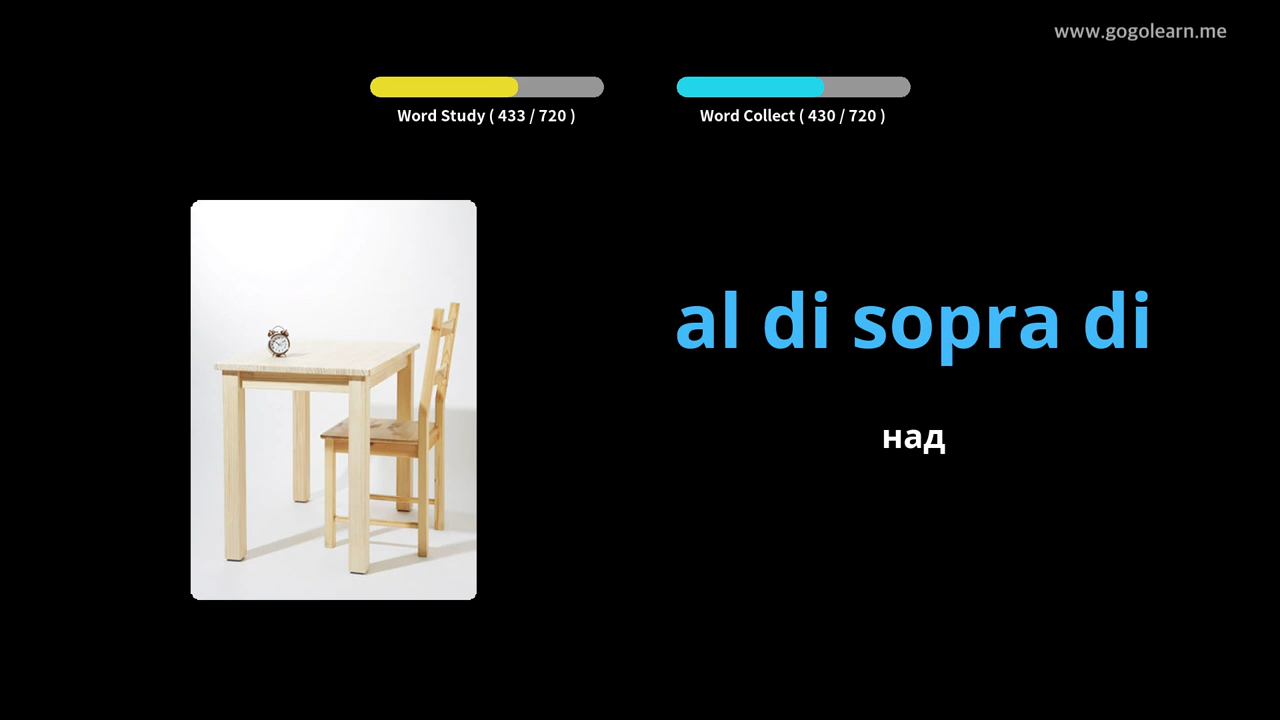 www.gogolearn.me
Word Study ( 433 / 720 )
Word Collect ( 430 / 720 )
al di sopra di
над